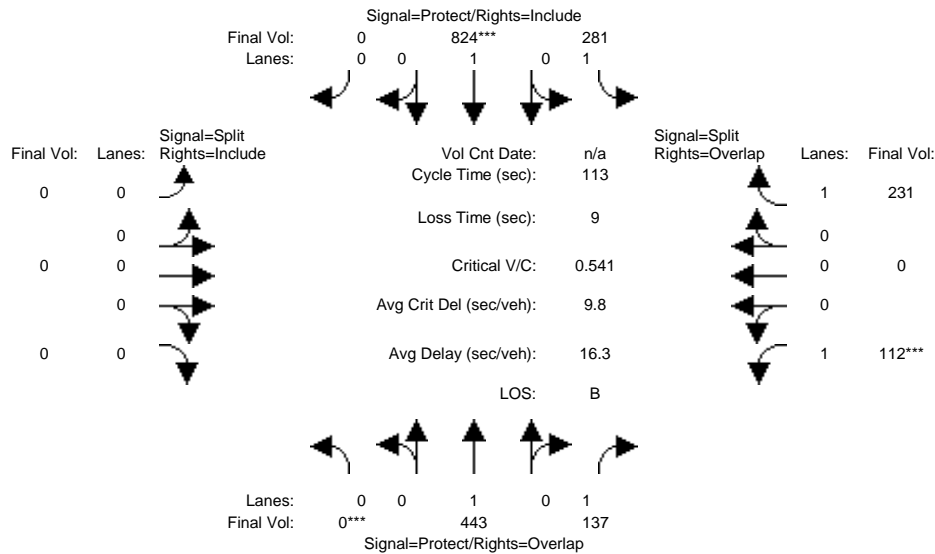 Signal=Protect/Rights=Include
Final Vol: 0 824*** 281
Lanes: 0 0 1 0 1
Signal=Split
Final Vol: Lanes: Rights=Include
Vol Cnt Date: n/a
Signal=Split
Rights=Overlap Lanes: Final Vol:
Cycle Time (sec): 113
0 0
1 231
Loss Time (sec): 9
0
0
0 0
Critical V/C: 0.541
0 0
0
Avg Crit Del (sec/veh): 9.8
0
0 0
Avg Delay (sec/veh): 16.3
1 112***
LOS: B
Lanes: 0 0 1 0 1
Final Vol: 0*** 443 137
Signal=Protect/Rights=Overlap